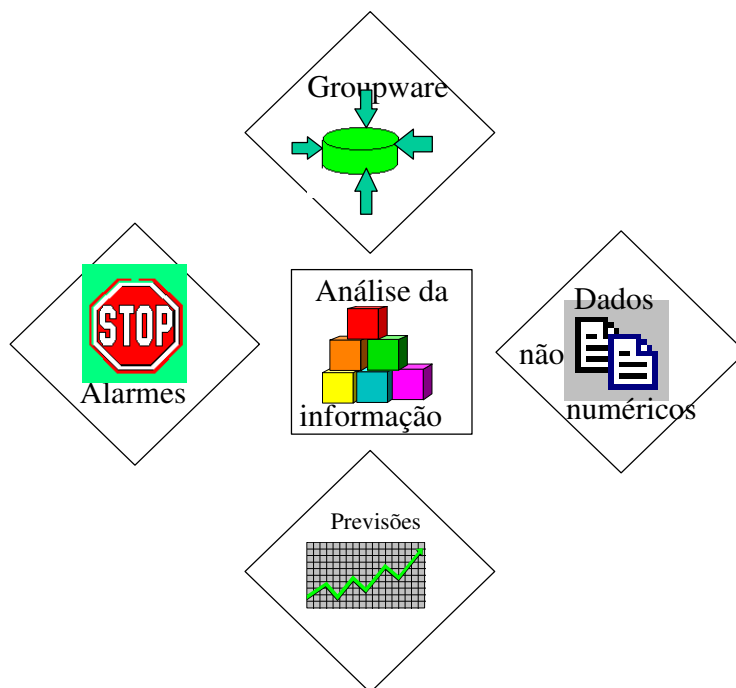 Groupware
STOP
Alarmes
Análise da
informação
Dados
não
numéricos
Previsões